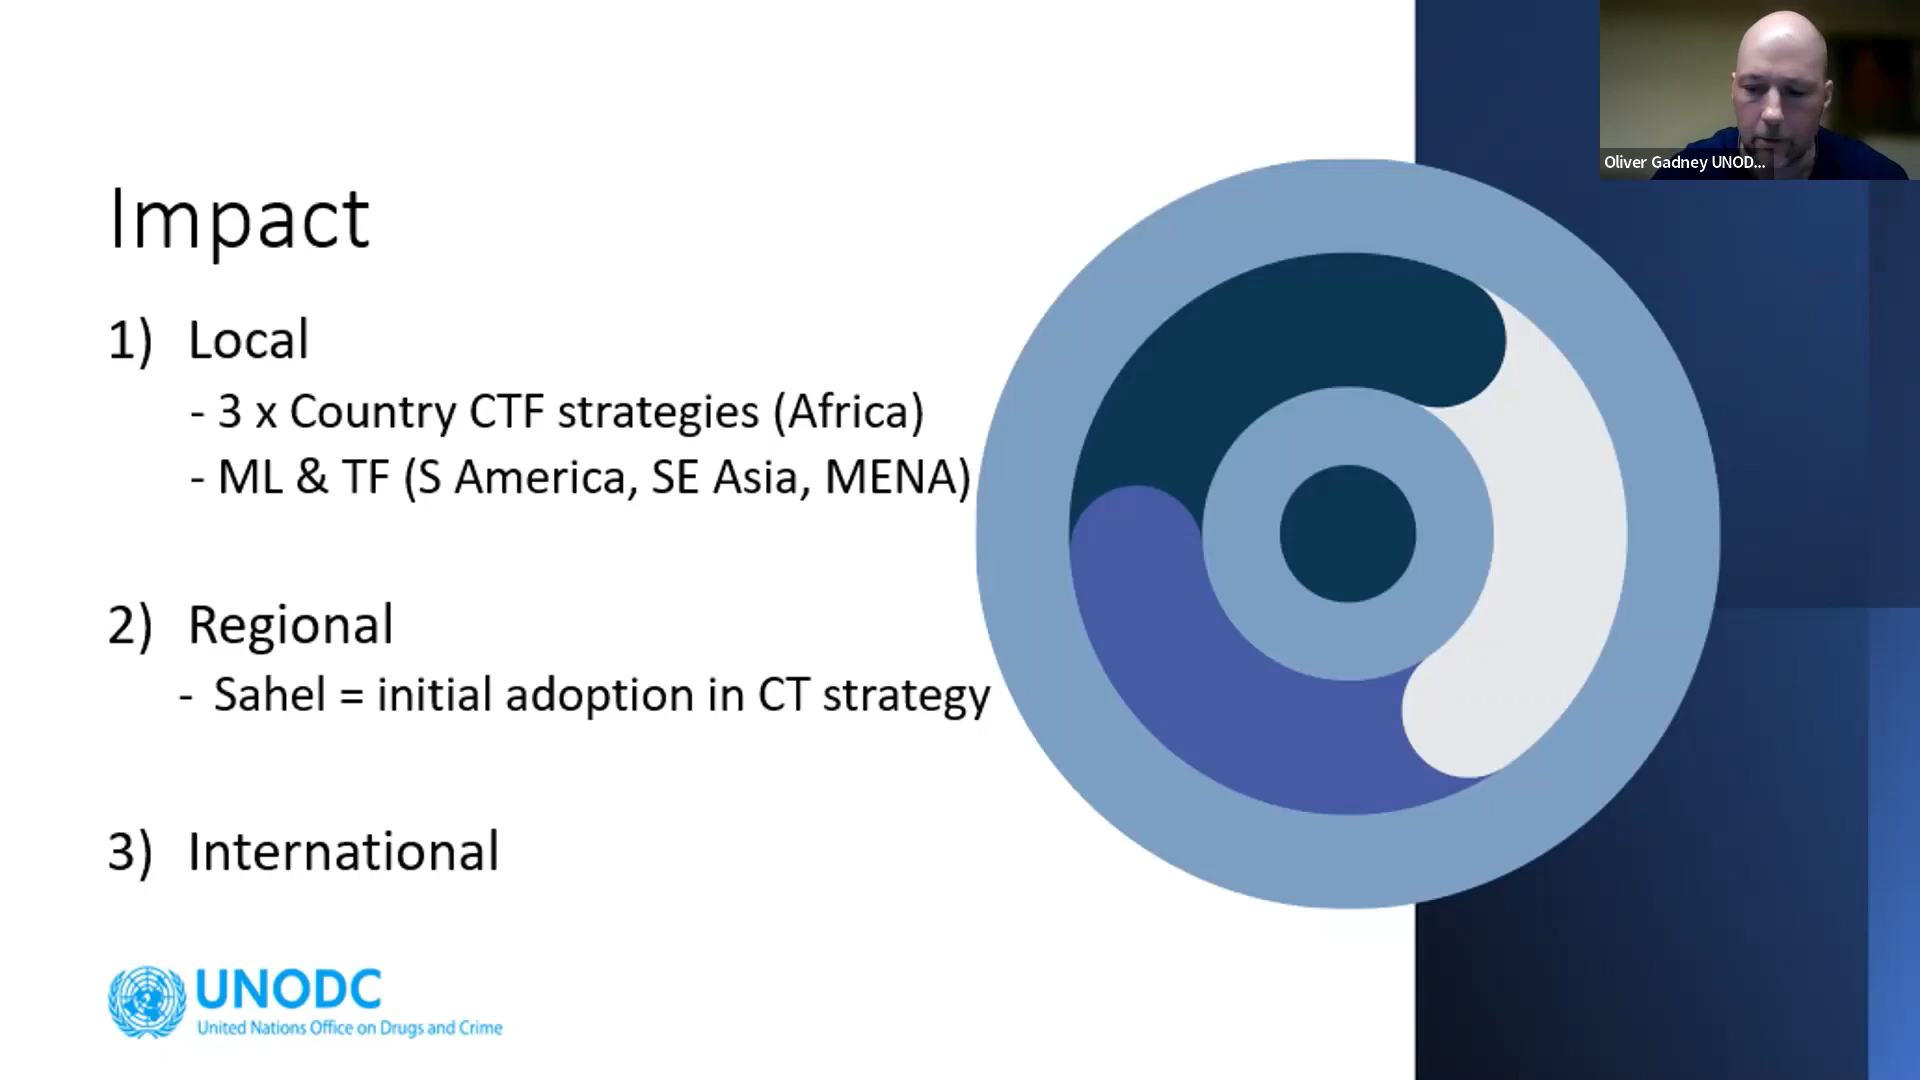 Oliver Gadney UNOD...
Impact
1) Local
- 3 x Country CTF strategies (Africa)
- ML & TF (S America, SE Asia, MENA)
2) Regional
- Sahel = initial adoption in CT strategy
3) International
UNODC
United Nations Office on Drugs and Crime